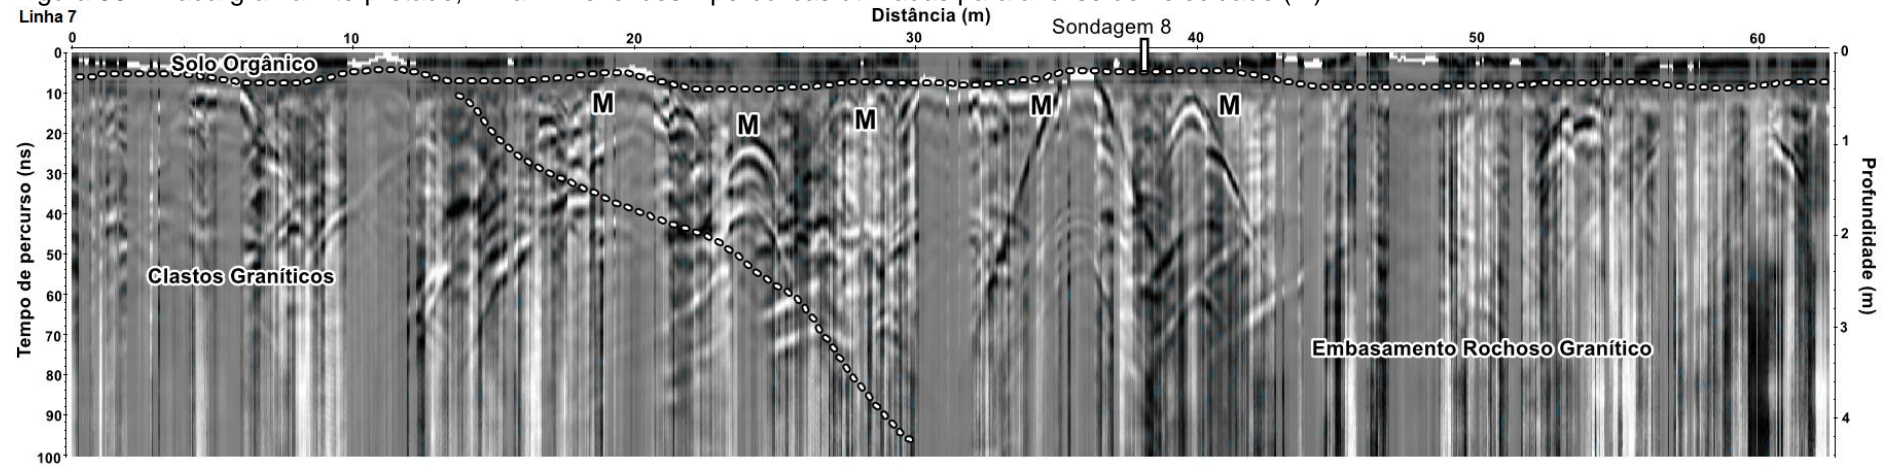 Linha 7
Distância (m)
Sondagem 8
0 10 20 30 40 50 60
Solo Orgânico
M M M M M
Clastos Graníticos
Embasamento Rochoso Granítico
Tempo de percurso (ns)
0
10
20
30
40
50
60
70
80
90
100
Profundidade (m)
0
1
2
3
4